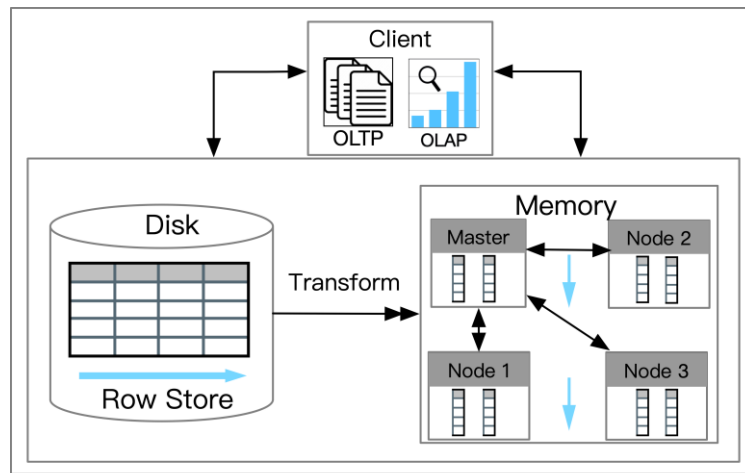 Client
OLTP
OLAP
Disk
Transform
Row Store
Memory
Master
Node 2
Node 1
Node 3